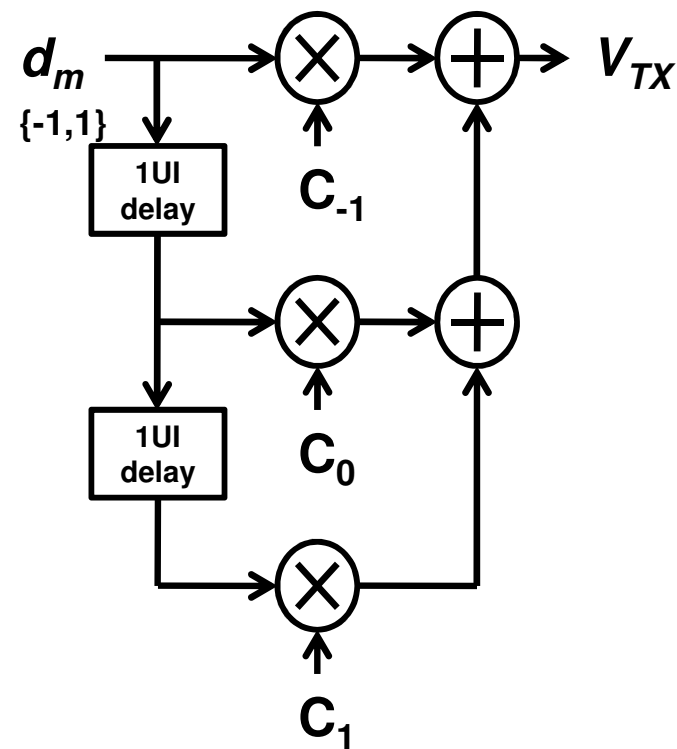 d_m
V_TX
{-1,1}
1UI
delay
C_-1
1UI
delay
C_0
C_1